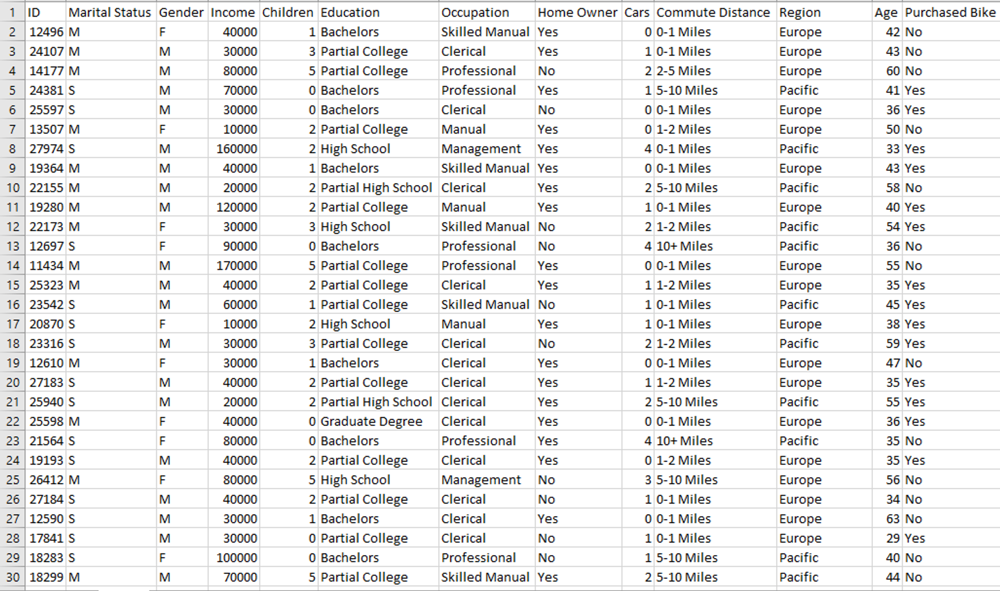 1 ID Marital Status Gender Income Children Education Occupation Home Owner Cars Commute Distance Region Age Purchased Bike
2 12496 M F 40000 1 Bachelors Skilled Manual Yes 0 0-1 Miles Europe 42 No
3 24107 M M 30000 3 Partial College Clerical Yes 1 0-1 Miles Europe 43 No
4 14177 M M 80000 5 Partial College Professional No 2 2-5 Miles Europe 60 No
5 24381 S M 70000 0 Bachelors Professional Yes 1 5-10 Miles Pacific 41 Yes
6 25597 S M 30000 0 Bachelors Clerical No 0 0-1 Miles Europe 36 Yes
7 13507 M F 10000 2 Partial College Manual Yes 0 1-2 Miles Europe 50 No
8 27974 S M 160000 2 High School Management Yes 4 0-1 Miles Pacific 33 Yes
9 19364 M M 40000 1 Bachelors Skilled Manual Yes 0 0-1 Miles Europe 43 Yes
10 22155 M M 20000 2 Partial High School Clerical Yes 2 5-10 Miles Pacific 58 No
11 19280 M M 120000 2 Partial College Manual Yes 1 0-1 Miles Europe 40 Yes
12 22173 M F 30000 3 High School Skilled Manual No 2 1-2 Miles Pacific 54 Yes
13 12697 S F 90000 0 Bachelors Professional No 4 10+ Miles Pacific 36 No
14 11434 M M 170000 5 Partial College Professional Yes 0 0-1 Miles Europe 55 No
15 25323 M M 40000 2 Partial College Clerical Yes 1 1-2 Miles Europe 35 Yes
16 23542 S M 60000 1 Partial College Skilled Manual No 1 0-1 Miles Pacific 45 Yes
17 20870 S F 10000 2 High School Manual Yes 1 0-1 Miles Europe 38 Yes
18 23316 S M 30000 3 Partial College Clerical No 2 1-2 Miles Pacific 59 Yes
19 12610 M F 30000 1 Bachelors Clerical Yes 0 0-1 Miles Europe 47 No
20 27183 S M 40000 2 Partial College Clerical Yes 1 1-2 Miles Europe 35 Yes
21 25940 S M 20000 2 Partial High School Clerical Yes 2 5-10 Miles Pacific 55 Yes
22 25598 M F 40000 0 Graduate Degree Clerical Yes 0 0-1 Miles Europe 36 Yes
23 21564 S F 80000 0 Bachelors Professional Yes 4 10+ Miles Pacific 35 No
24 19193 S M 40000 2 Partial College Clerical Yes 0 1-2 Miles Europe 35 Yes
25 26412 M F 80000 5 High School Management No 3 5-10 Miles Europe 56 No
26 27184 S M 40000 2 Partial College Clerical No 1 0-1 Miles Europe 34 No
27 12590 S M 30000 1 Bachelors Clerical Yes 0 0-1 Miles Europe 63 No
28 17841 S M 30000 0 Partial College Clerical No 1 0-1 Miles Europe 29 Yes
29 18283 S F 100000 0 Bachelors Professional No 1 5-10 Miles Pacific 40 No
30 18299 M M 70000 5 Partial College Skilled Manual Yes 2 5-10 Miles Pacific 44 No